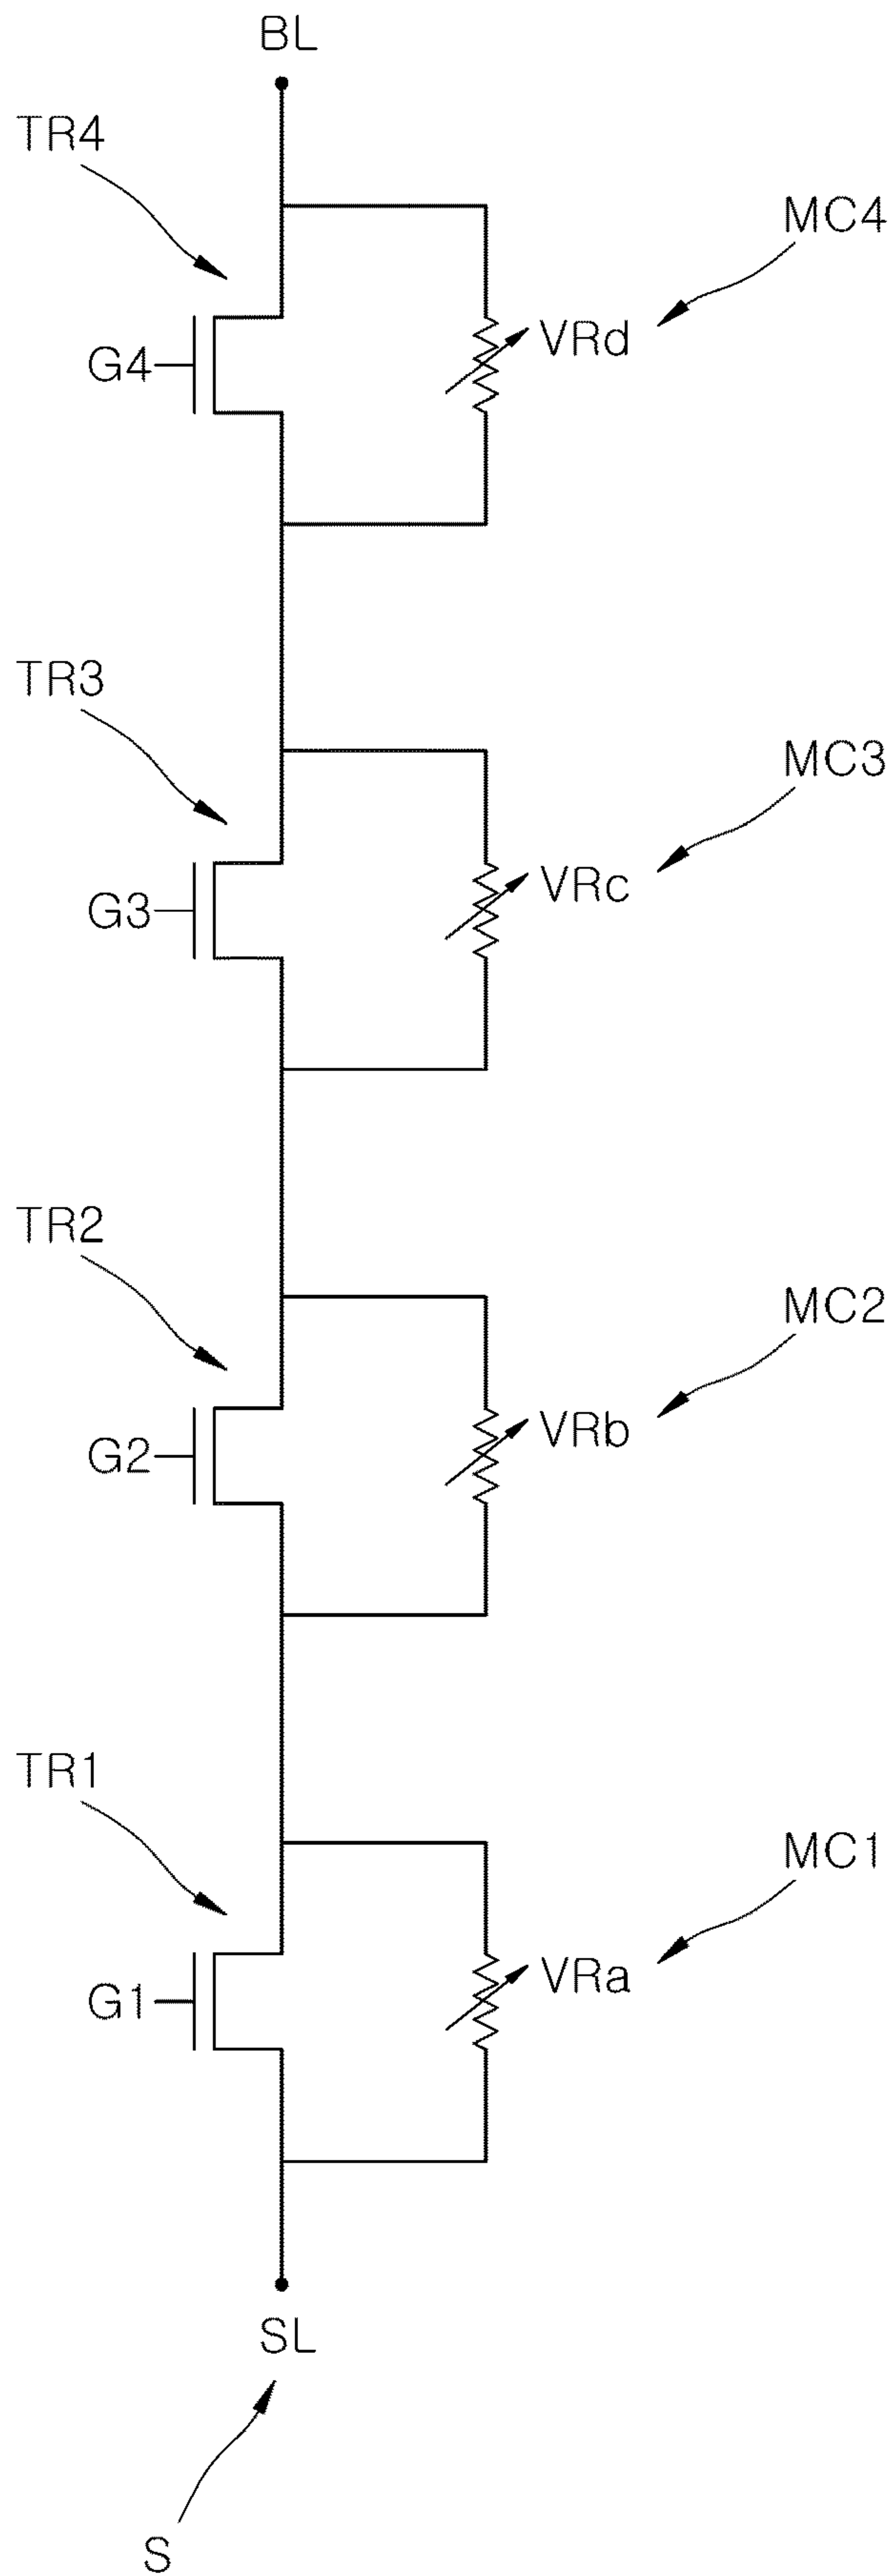 BL
TR4
MC4
G4
VRd
TR3
MC3
G3
VRc
TR2
MC2
G2
VRb
TR1
MC1
G1
VRa
SL
S